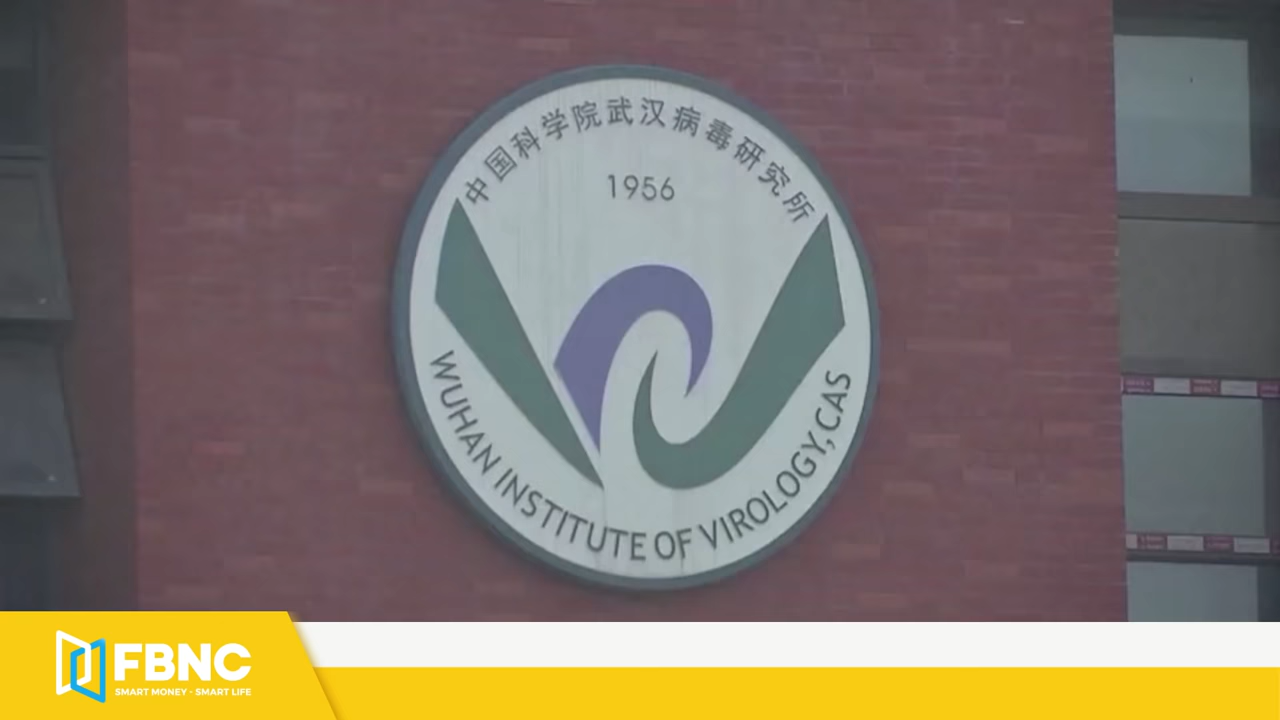 中国科学院武汉病毒研究所
1956
WUHAN INSTITUTE OF VIROLOGY, CAS
FBNC
SMART MONEY - SMART LIFE